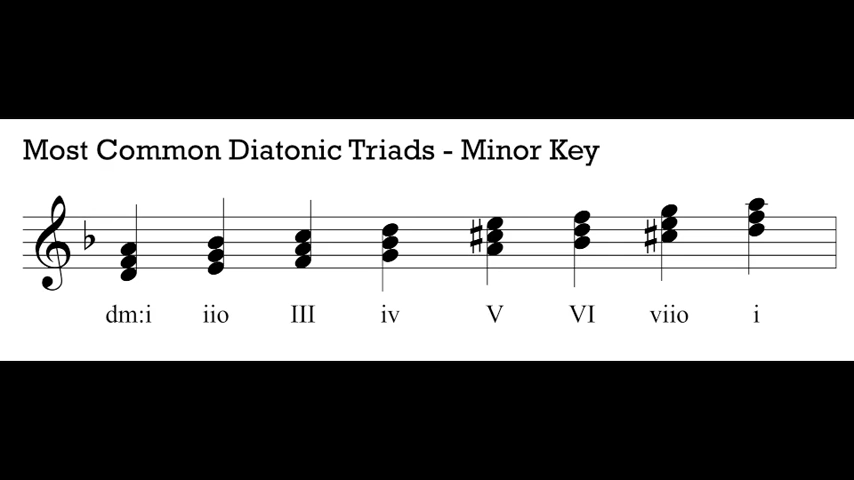 Most Common Diatonic Triads - Minor Key
dm:i iio III iv V VI viio i